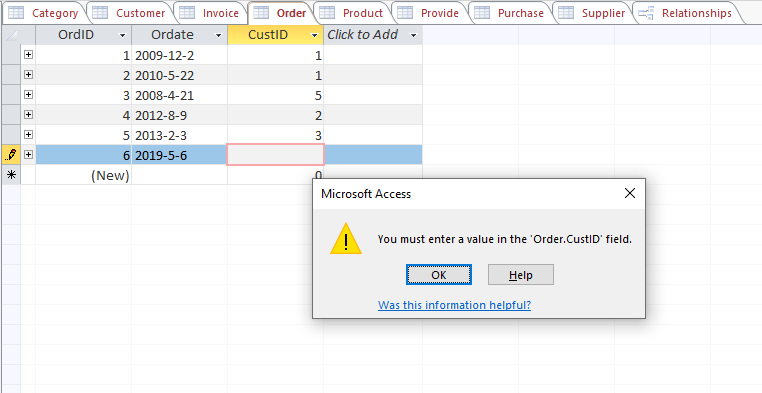 Category Customer Invoice Order Product Provide Purchase Supplier Relationships
OrdID Ordate CustID Click to Add
1 2009-12-2 1
2 2010-5-22 1
3 2008-4-21 5
4 2012-8-9 2
5 2013-2-3 3
6 2019-5-6
(New) 0
Microsoft Access
You must enter a value in the 'Order.CustID' field.
OK Help
Was this information helpful?